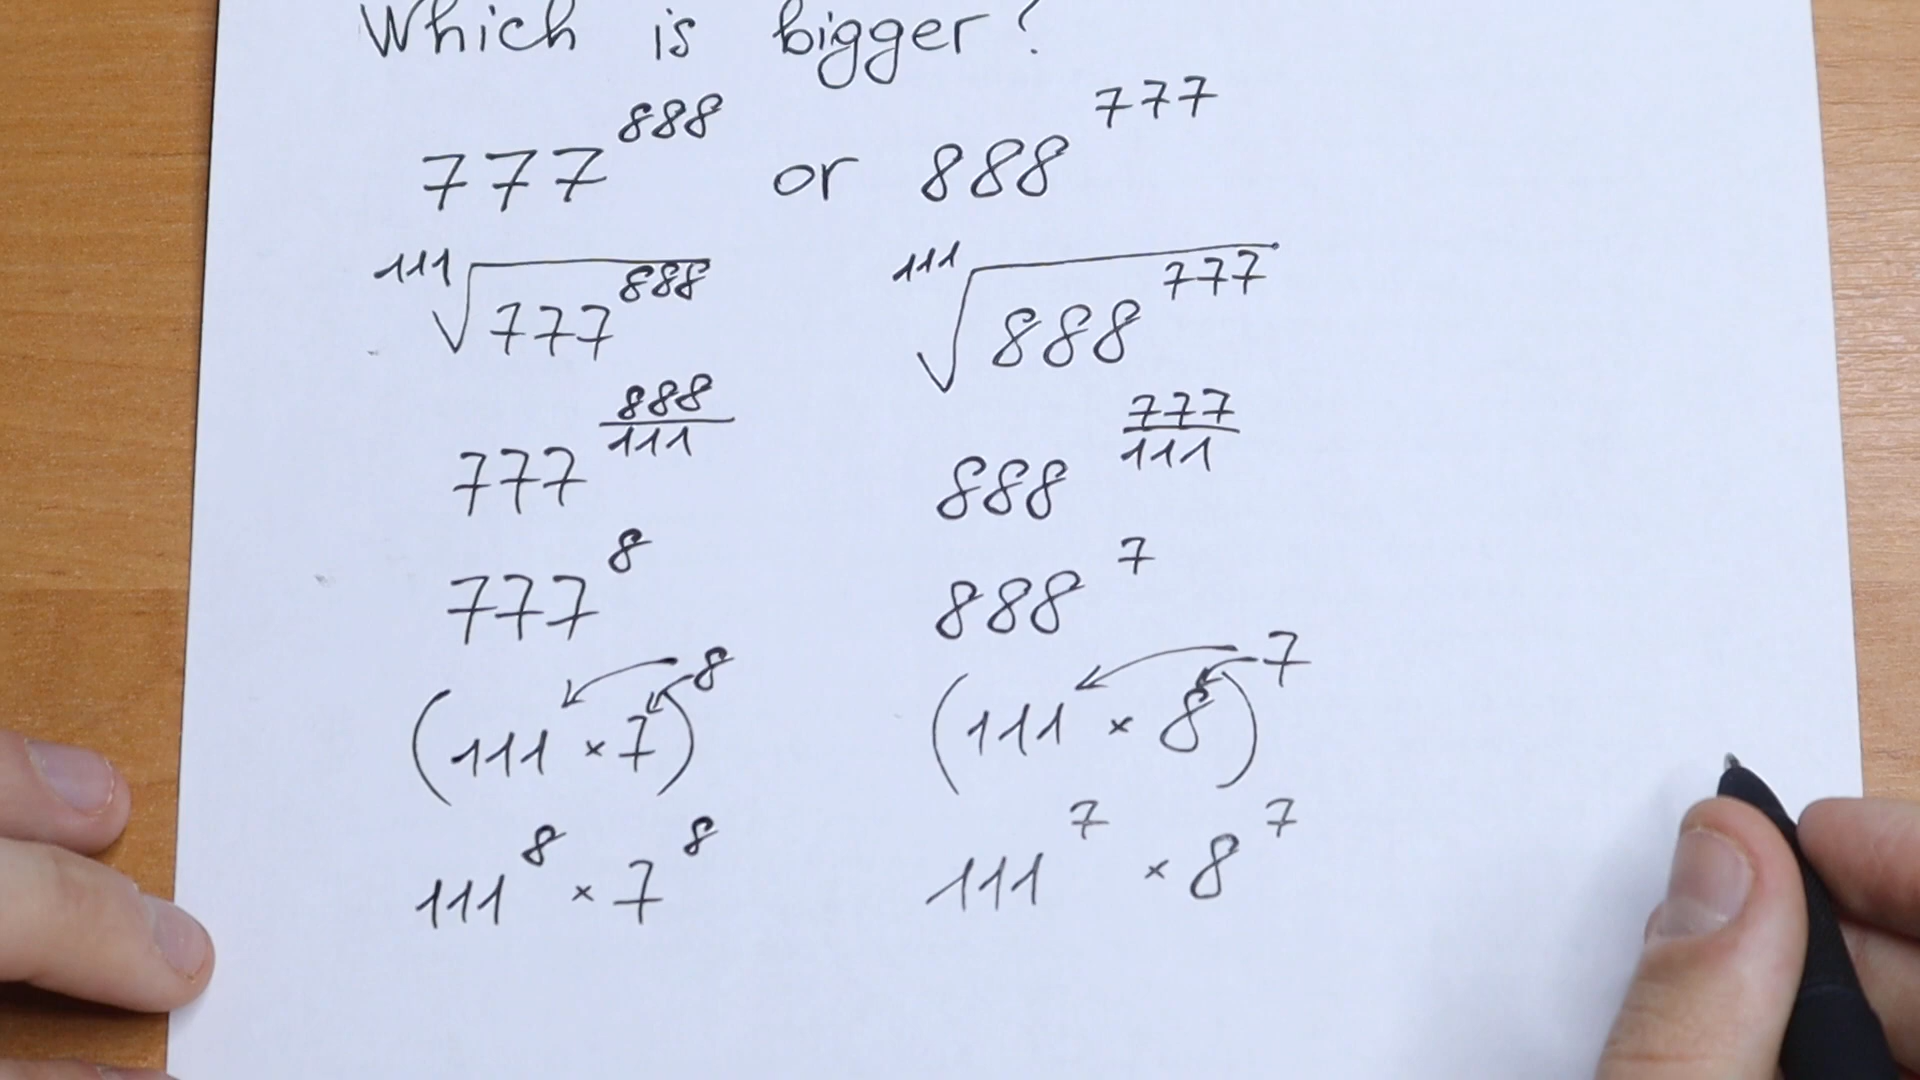 Which is bigger?
777^888 or 888^777
¹¹¹√777^888 ¹¹¹√888^777
777^(888/111) 888^(777/111)
777^8 888^7
(111 × 7)^8 (111 × 8)^7
111^8 × 7^8 111^7 × 8^7